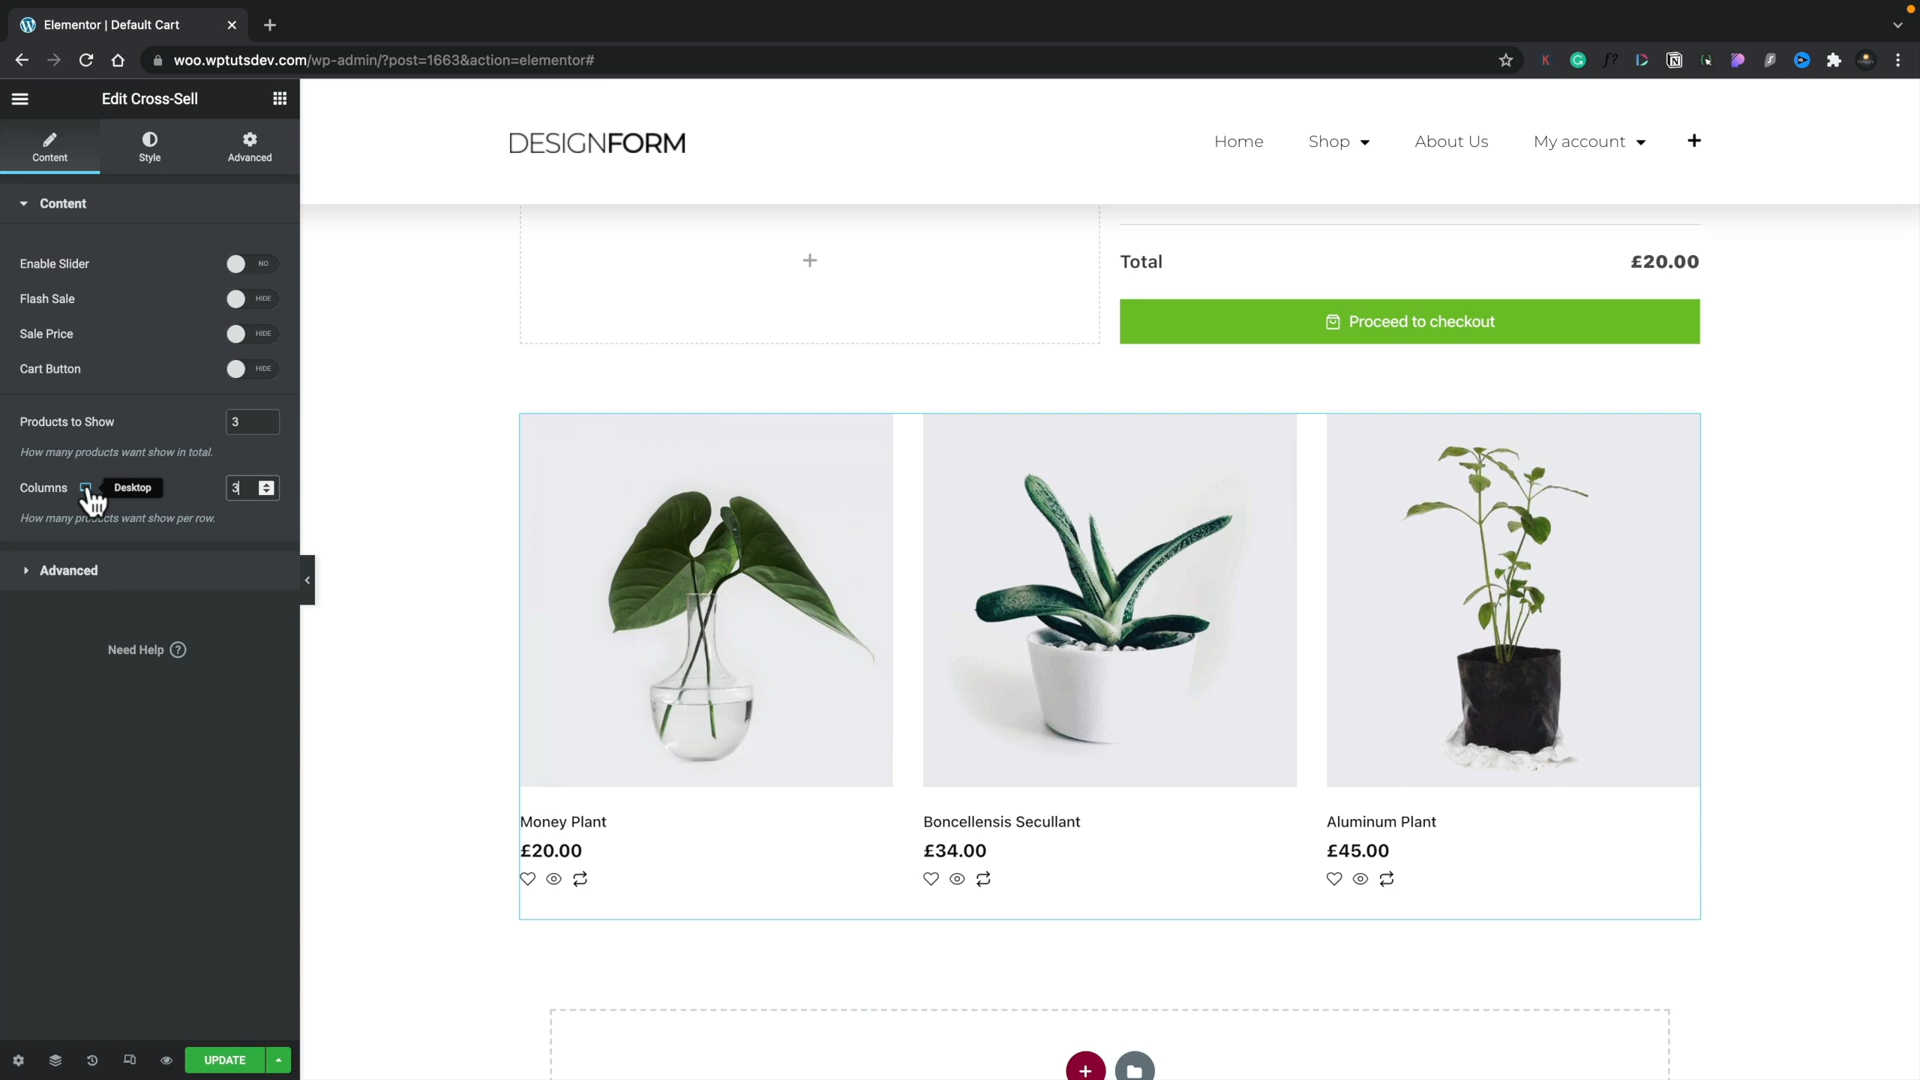 Elementor | Default Cart
woo.wptutsdev.com/wp-admin/?post=1663&action=elementor#
Edit Cross-Sell
Content
Style
Advanced
Content
Enable Slider
NO
Flash Sale
HIDE
Sale Price
HIDE
Cart Button
HIDE
Products to Show
3
How many products want show in total.
Columns
Desktop
3
How many products want show per row.
Advanced
Need Help ?
UPDATE
DESIGNFORM
Home
Shop
About Us
My account
Total
£20.00
Proceed to checkout
Money Plant
£20.00
Boncellensis Secullant
£34.00
Aluminum Plant
£45.00